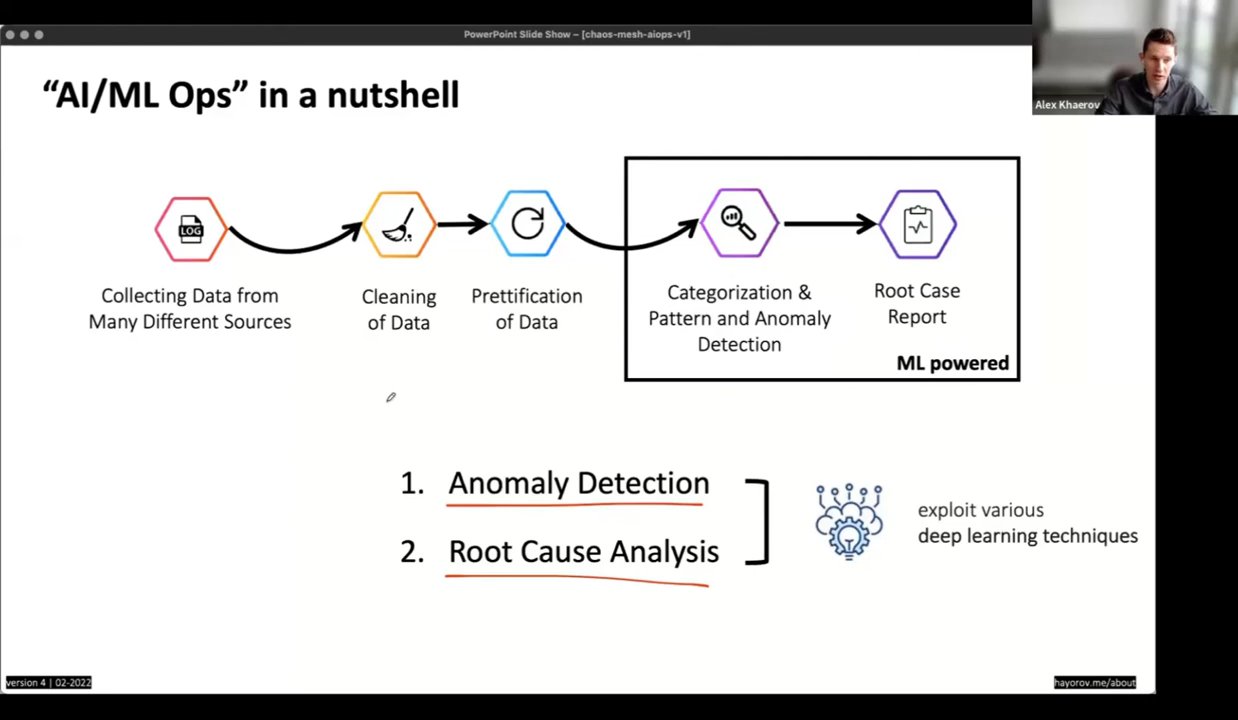 PowerPoint Slide Show – [chaos-mesh-aiops-v1]
Alex Khaerov
“AI/ML Ops” in a nutshell
LOG
Collecting Data from
Many Different Sources
Cleaning
of Data
Prettification
of Data
Categorization &
Pattern and Anomaly
Detection
Root Case
Report
ML powered
1. Anomaly Detection
2. Root Cause Analysis
exploit various
deep learning techniques
version 4 | 02-2022
hayorov.me/about